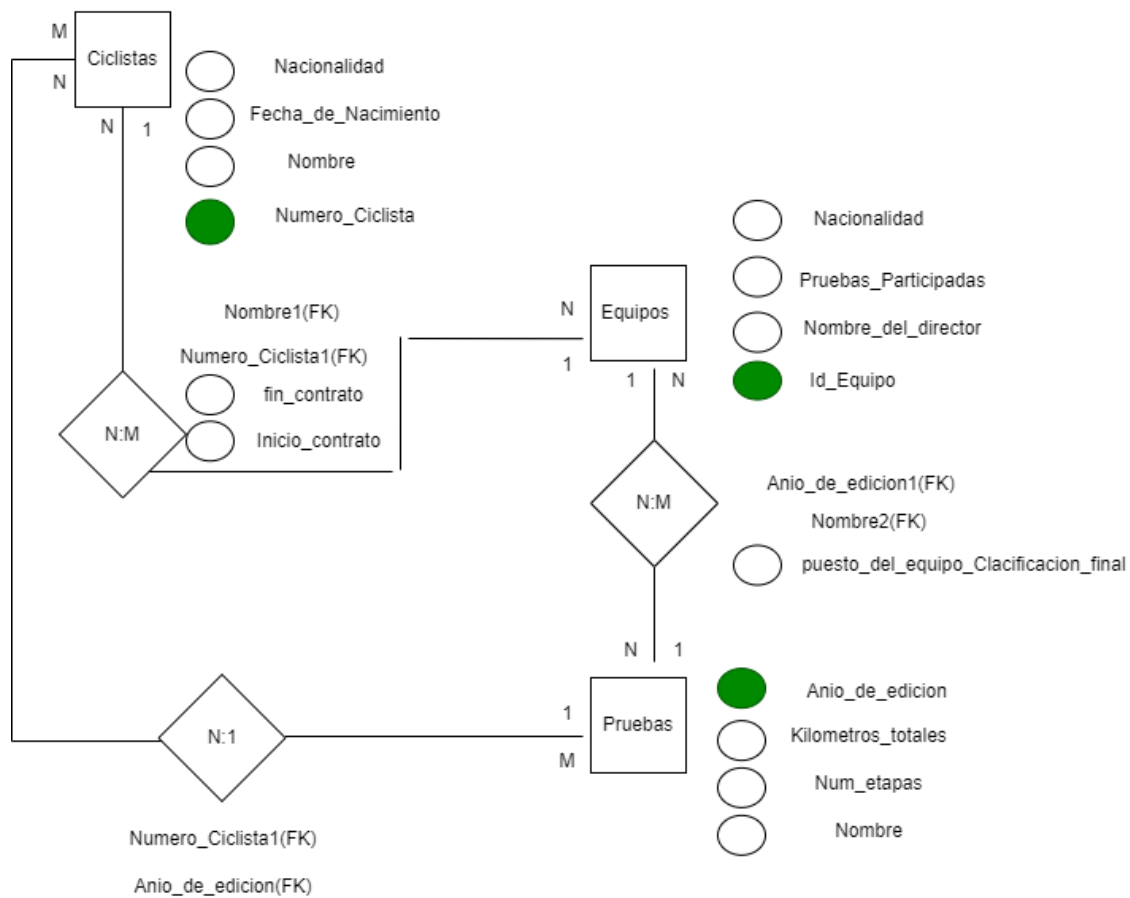 M
Ciclistas
N
N
1
Nacionalidad
Fecha_de_Nacimiento
Nombre
Numero_Ciclista
Nombre1(FK)
Numero_Ciclista1(FK)
fin_contrato
Inicio_contrato
N:M
N
Equipos
1
1
N
Nacionalidad
Pruebas_Participadas
Nombre_del_director
Id_Equipo
N:M
Anio_de_edicion1(FK)
Nombre2(FK)
puesto_del_equipo_Clacificacion_final
N
1
1
Pruebas
M
Anio_de_edicion
Kilometros_totales
Num_etapas
Nombre
N:1
Numero_Ciclista1(FK)
Anio_de_edicion(FK)